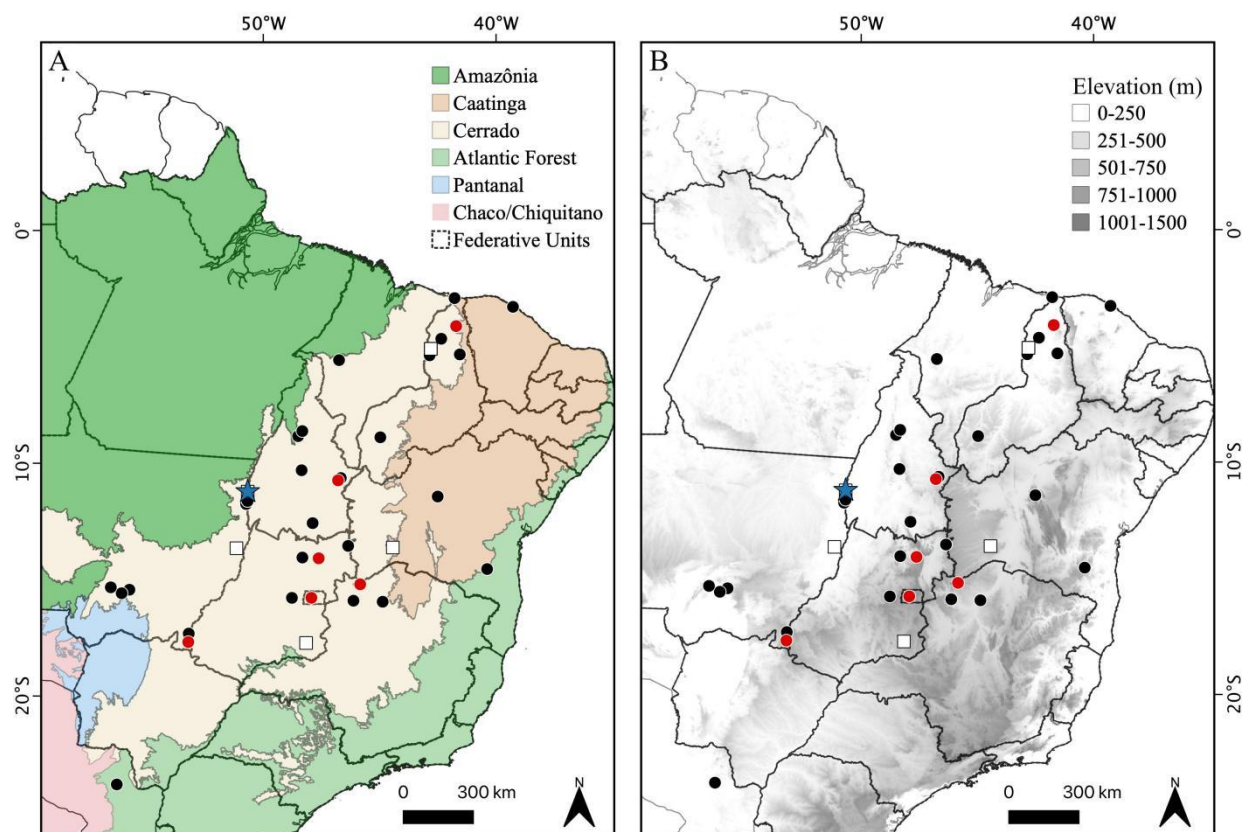 50°W 40°W 50°W 40°W
A
Amazônia
Caatinga
Cerrado
Atlantic Forest
Pantanal
Chaco/Chiquitano
Federative Units
B
Elevation (m)
0-250
251-500
501-750
751-1000
1001-1500
0°
0°
10°S
10°S
20°S
20°S
0 300 km
N
0 300 km
N